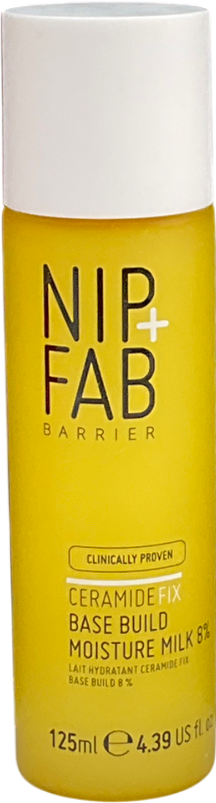 NIP+
FAB
BARRIER
CLINICALLY PROVEN
CERAMIDE FIX
BASE BUILD
MOISTURE MILK 8%
LAIT HYDRATANT CERAMIDE FIX
BASE BUILD 8 %
125ml ℮ 4.39 US fl. oz